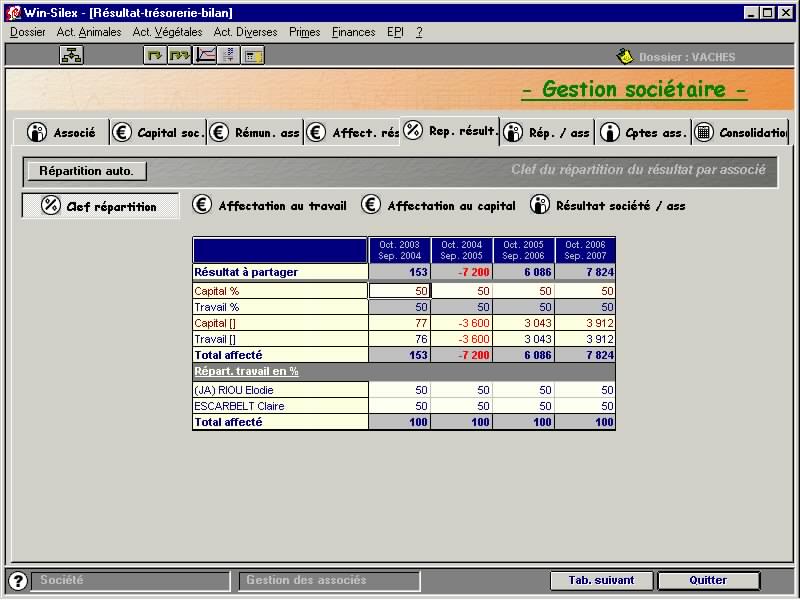 Win-Silex - [Résultat-trésorerie-bilan]
Dossier Act. Animales Act. Végétales Act. Diverses Primes Finances EPI ?
Dossier : VACHES
- Gestion sociétaire -
Associé Capital soc. Rémun. ass Affect. rés Rep. résult. Rép. / ass Cptes ass. Consolidation
Répartition auto. Clef du répartition du résultat par associé
Clef répartition Affectation au travail Affectation au capital Résultat société / ass
Oct. 2003 Oct. 2004 Oct. 2005 Oct. 2006
Sep. 2004 Sep. 2005 Sep. 2006 Sep. 2007
Résultat à partager 153 -7 200 6 086 7 824
Capital % 50 50 50 50
Travail % 50 50 50 50
Capital [] 77 -3 600 3 043 3 912
Travail [] 76 -3 600 3 043 3 912
Total affecté 153 -7 200 6 086 7 824
Répart. travail en %
(JA) RIOU Elodie 50 50 50 50
ESCARBELT Claire 50 50 50 50
Total affecté 100 100 100 100
? Société Gestion des associés Tab. suivant Quitter